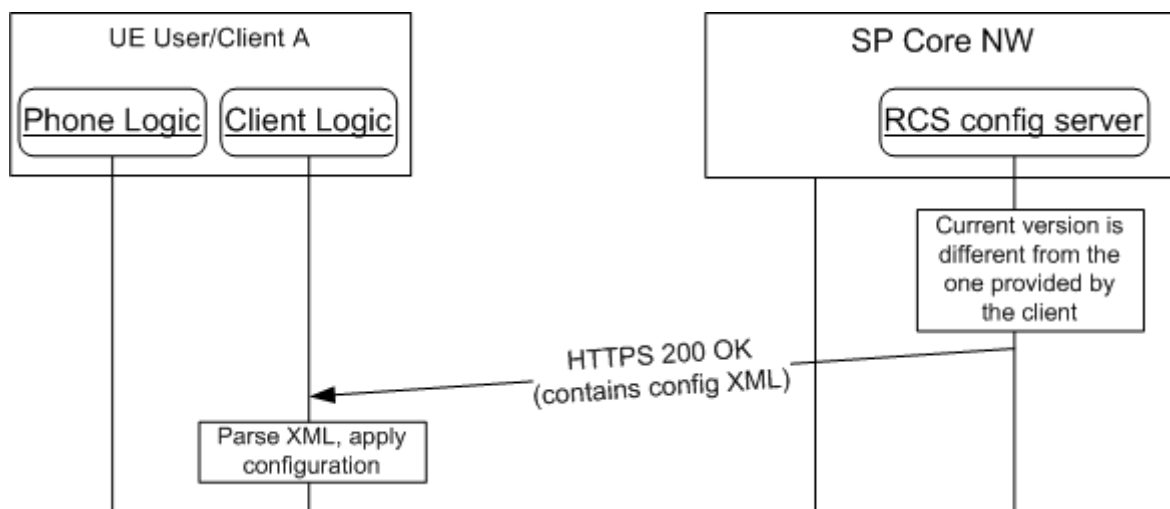 UE User/Client A
SP Core NW
Phone Logic
Client Logic
RCS config server
Current version is
different from the
one provided by
the client
HTTPS 200 OK
(contains config XML)
Parse XML, apply
configuration